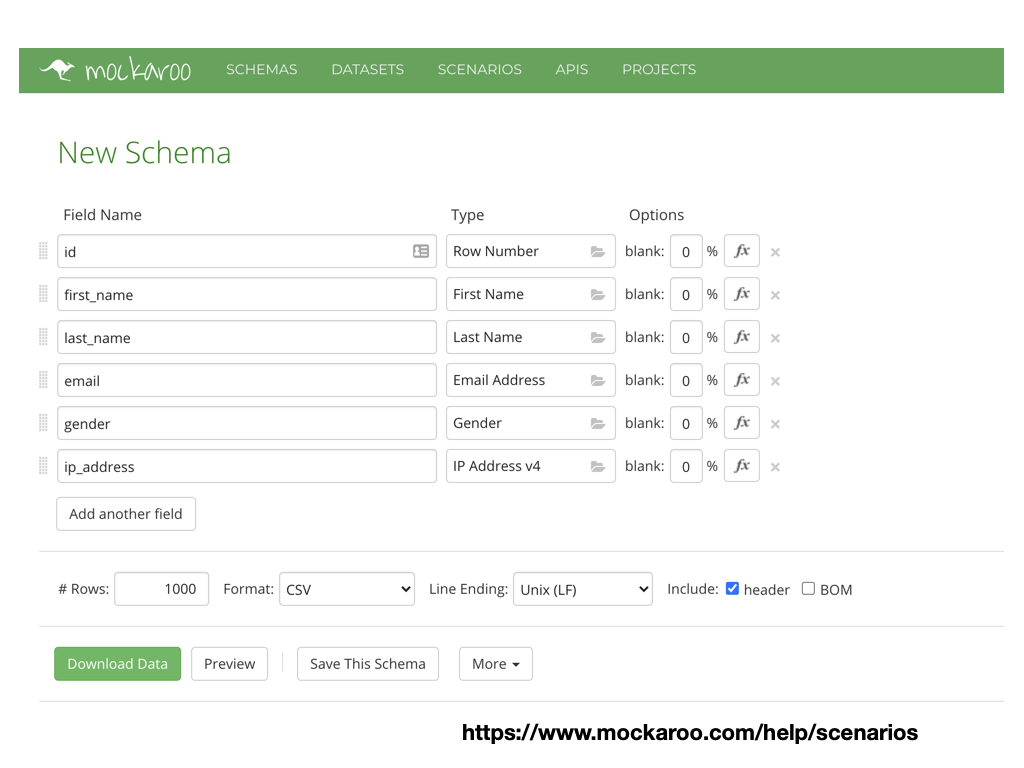 mockaroo SCHEMAS DATASETS SCENARIOS APIS PROJECTS
New Schema
Field Name Type Options
id Row Number blank: 0 % fx ×
first_name First Name blank: 0 % fx ×
last_name Last Name blank: 0 % fx ×
email Email Address blank: 0 % fx ×
gender Gender blank: 0 % fx ×
ip_address IP Address v4 blank: 0 % fx ×
Add another field
# Rows: 1000 Format: CSV Line Ending: Unix (LF) Include: header BOM
Download Data Preview Save This Schema More
https://www.mockaroo.com/help/scenarios